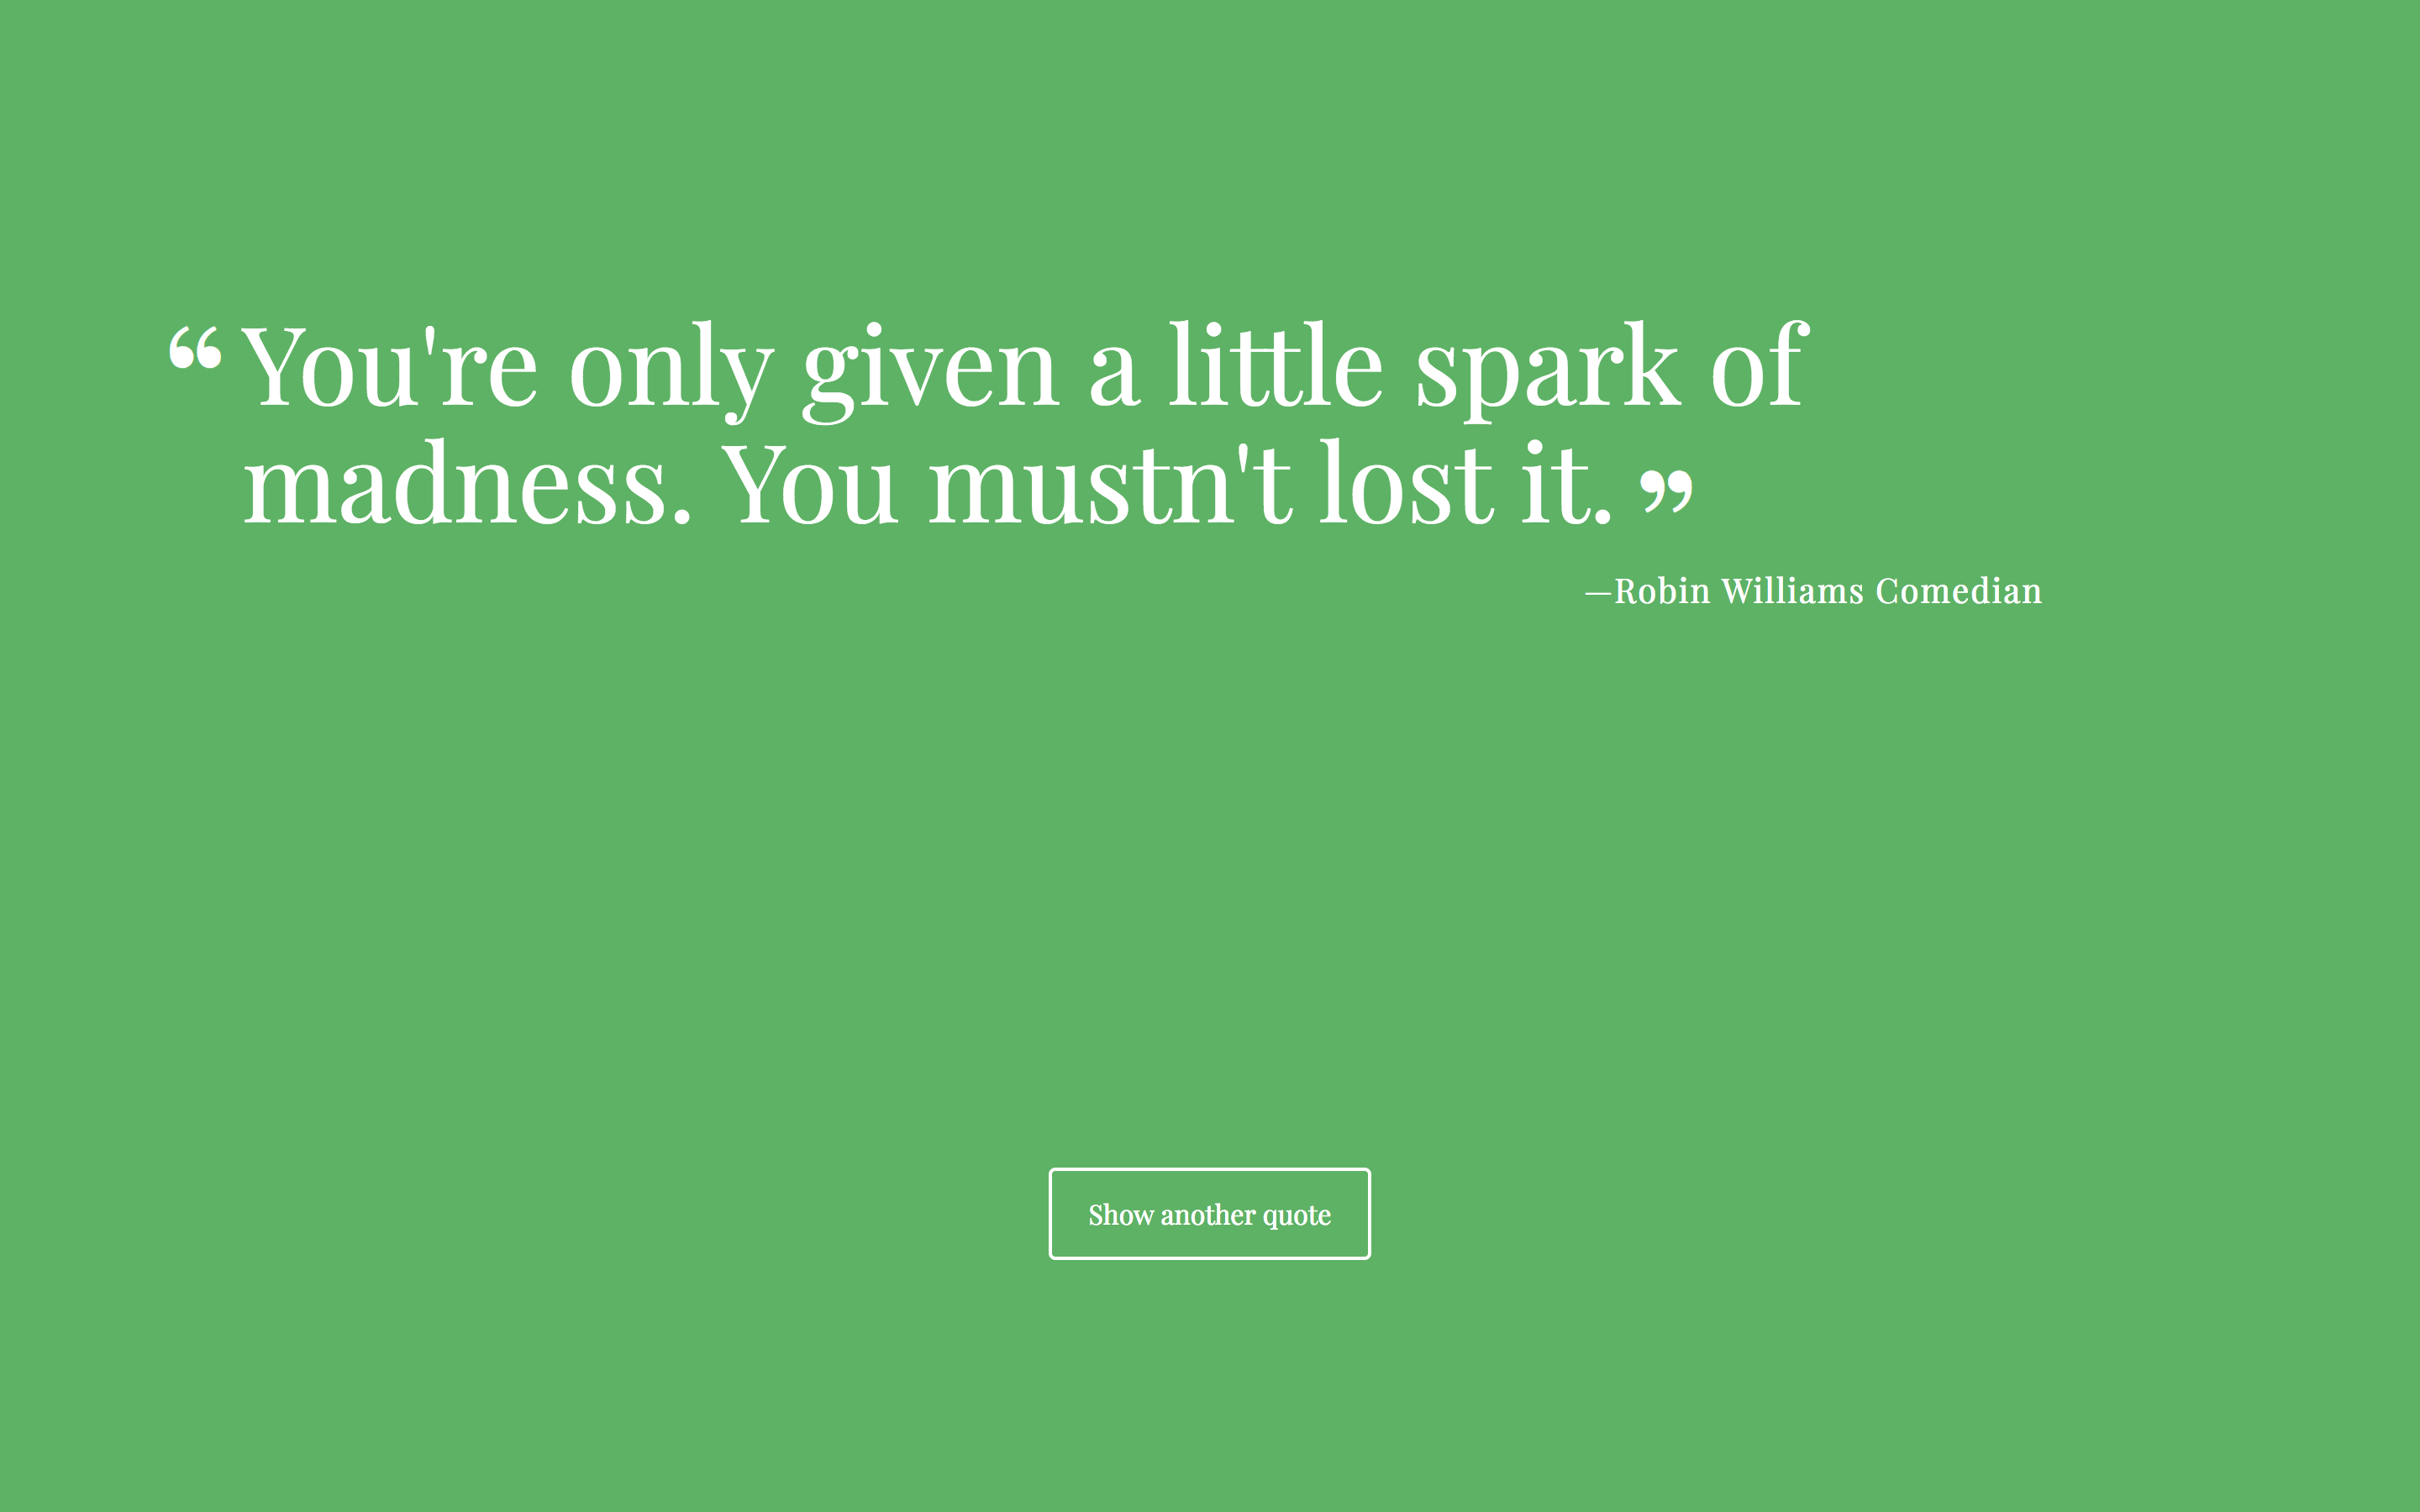 “ You're only given a little spark of
madness. You mustn't lost it. ”
—Robin Williams Comedian
Show another quote